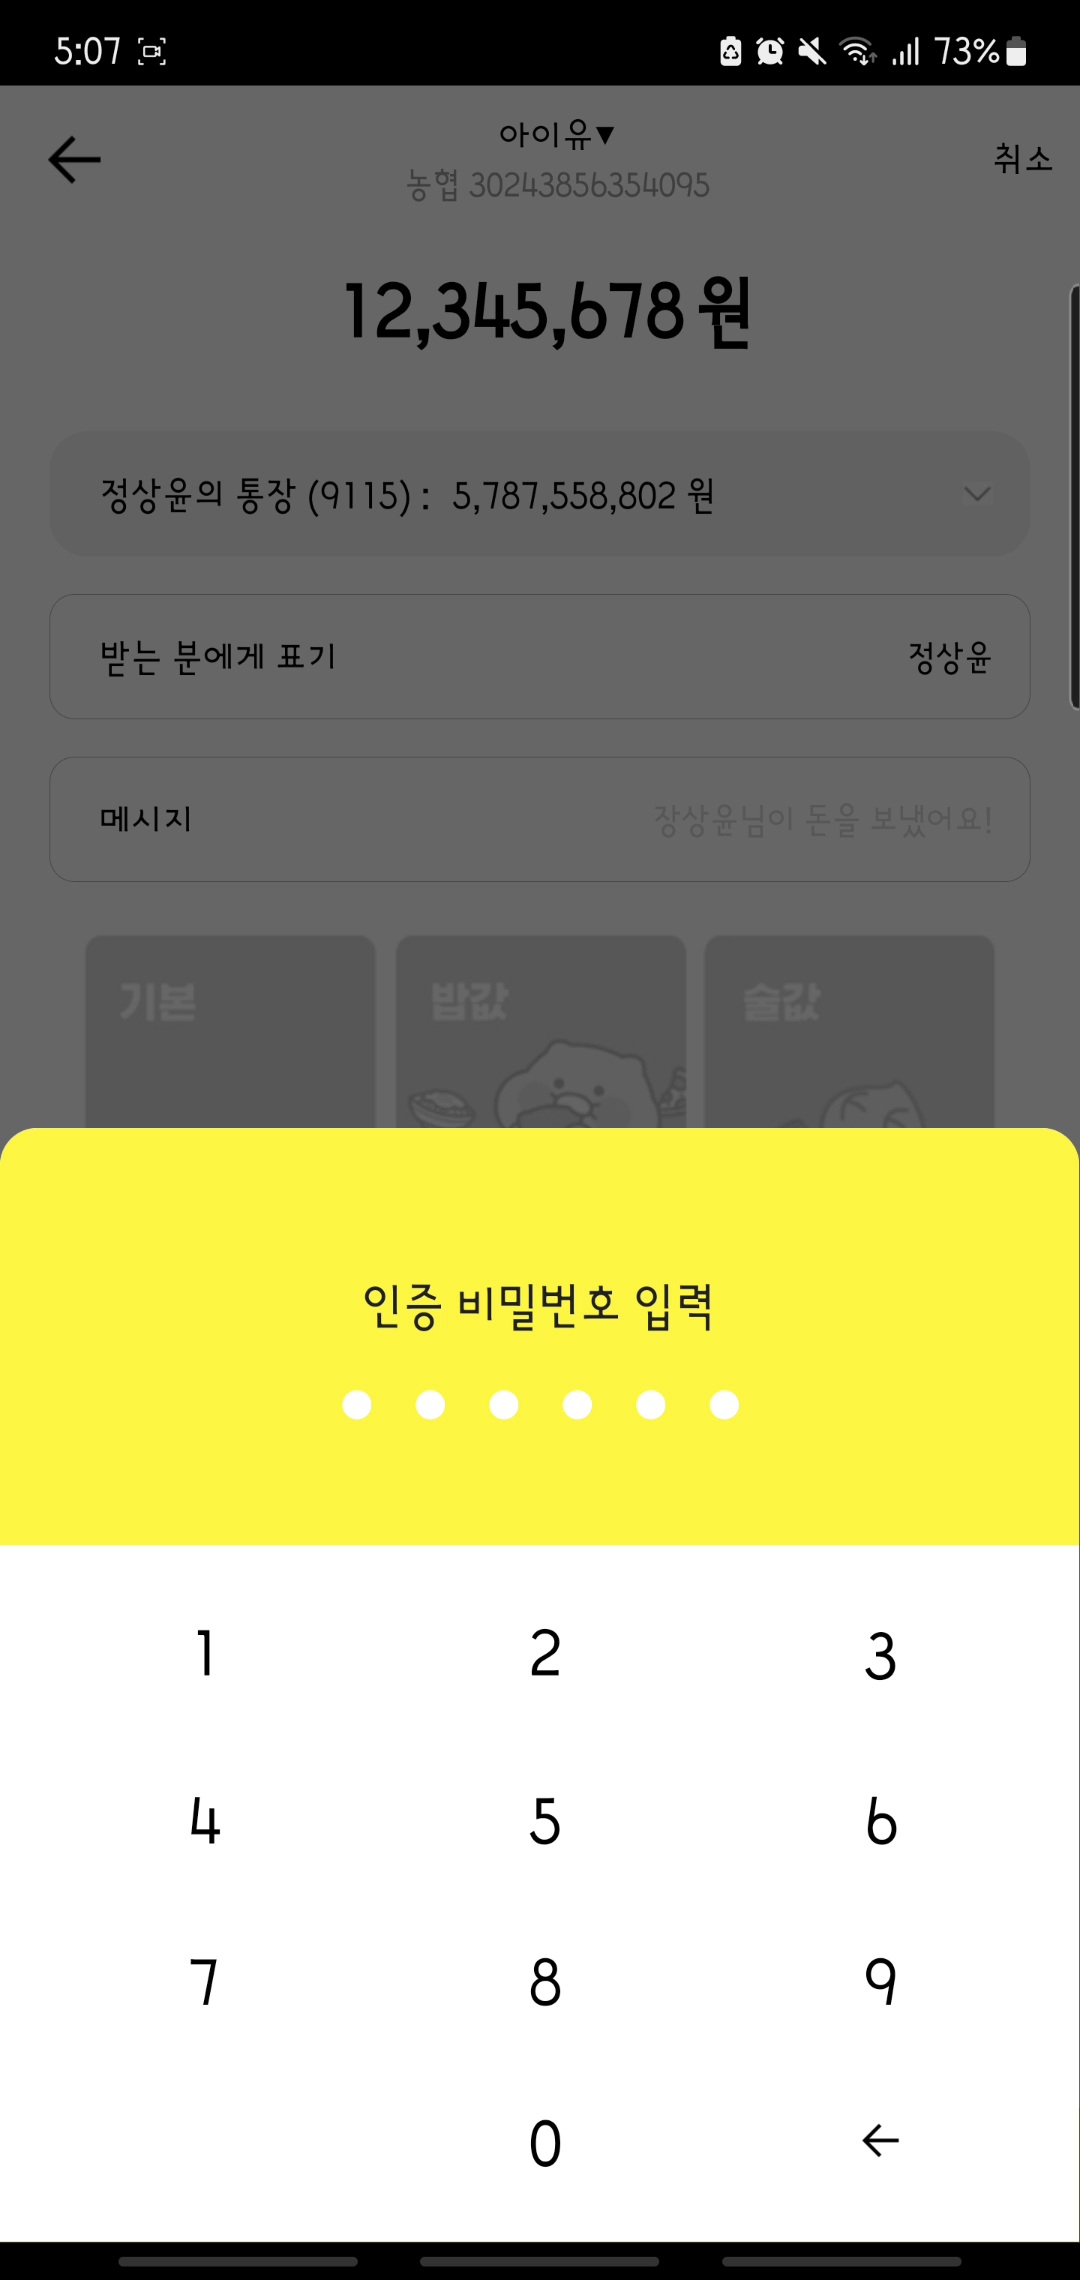 5:07 73%
아이유▼
농협 30243856354095
취소
12,345,678 원
정상윤의 통장 (9115) : 5,787,558,802 원
받는 분에게 표기 정상윤
메시지 장상윤님이 돈을 보냈어요!
기본 밥값 술값
인증 비밀번호 입력
1 2 3
4 5 6
7 8 9
0 ←